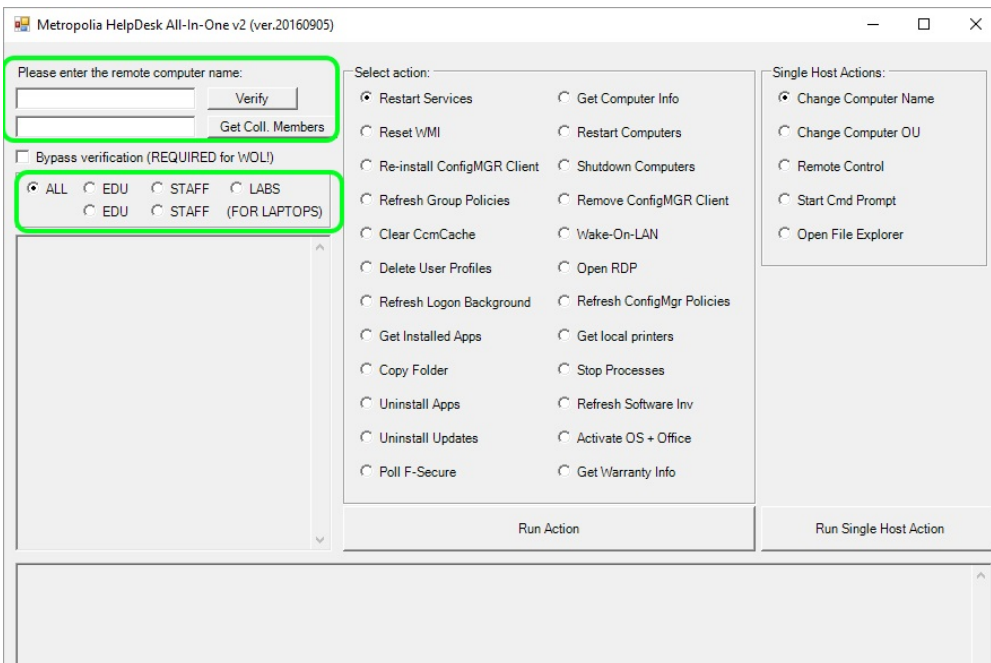 Metropolia HelpDesk All-In-One v2 (ver.20160905)
Please enter the remote computer name:
Verify
Get Coll. Members
Bypass verification (REQUIRED for WOL!)
ALL EDU STAFF LABS
EDU STAFF (FOR LAPTOPS)
Select action:
Restart Services Get Computer Info
Reset WMI Restart Computers
Re-install ConfigMGR Client Shutdown Computers
Refresh Group Policies Remove ConfigMGR Client
Clear CcmCache Wake-On-LAN
Delete User Profiles Open RDP
Refresh Logon Background Refresh ConfigMgr Policies
Get Installed Apps Get local printers
Copy Folder Stop Processes
Uninstall Apps Refresh Software Inv
Uninstall Updates Activate OS + Office
Poll F-Secure Get Warranty Info
Run Action
Single Host Actions:
Change Computer Name
Change Computer OU
Remote Control
Start Cmd Prompt
Open File Explorer
Run Single Host Action